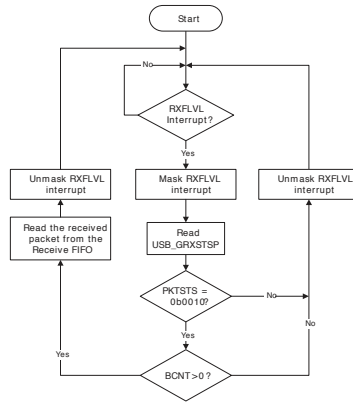 Start
No
RXFLVL
Interrupt?
Yes
Unmask RXFLVL
interrupt
Mask RXFLVL
interrupt
Unmask RXFLVL
interrupt
Read the received
packet from the
Receive FIFO
Read
USB_GRXSTSP
PKTSTS =
0b0010?
No
Yes
No
Yes
BCNT>0?